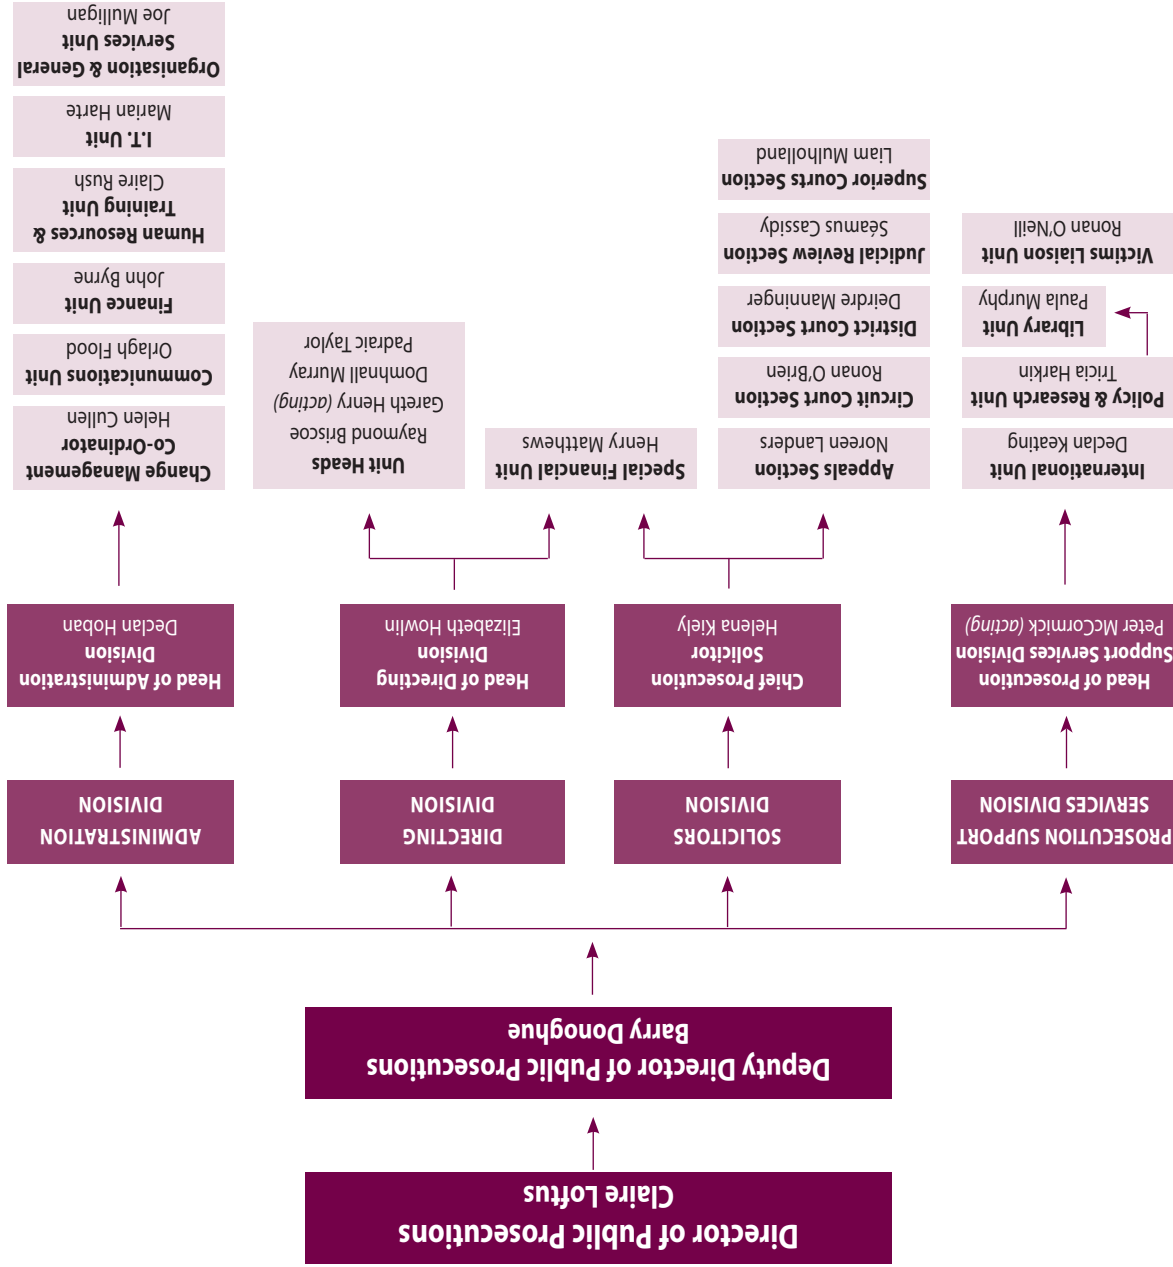 Director of Public Prosecutions
Claire Loftus
Deputy Director of Public Prosecutions
Barry Donoghue
PROSECUTION SUPPORT
SERVICES DIVISION
SOLICITORS
DIVISION
DIRECTING
DIVISION
ADMINISTRATION
DIVISION
Head of Prosecution
Support Services Division
Peter McCormick (acting)
Chief Prosecution
Solicitor
Helena Kiely
Head of Directing
Division
Elizabeth Howlin
Head of Administration
Division
Declan Hoban
International Unit
Declan Keating
Policy & Research Unit
Tricia Harkin
Library Unit
Paula Murphy
Victims Liaison Unit
Ronan O'Neill
Appeals Section
Noreen Landers
Circuit Court Section
Ronan O'Brien
District Court Section
Deirdre Manninger
Judicial Review Section
Séamus Cassidy
Superior Courts Section
Liam Mulholland
Special Financial Unit
Henry Matthews
Unit Heads
Raymond Briscoe
Gareth Henry (acting)
Domhnall Murray
Padraic Taylor
Change Management
Co-Ordinator
Helen Cullen
Communications Unit
Orlagh Flood
Finance Unit
John Byrne
Human Resources &
Training Unit
Claire Rush
I.T. Unit
Marian Harte
Organisation & General
Services Unit
Joe Mulligan